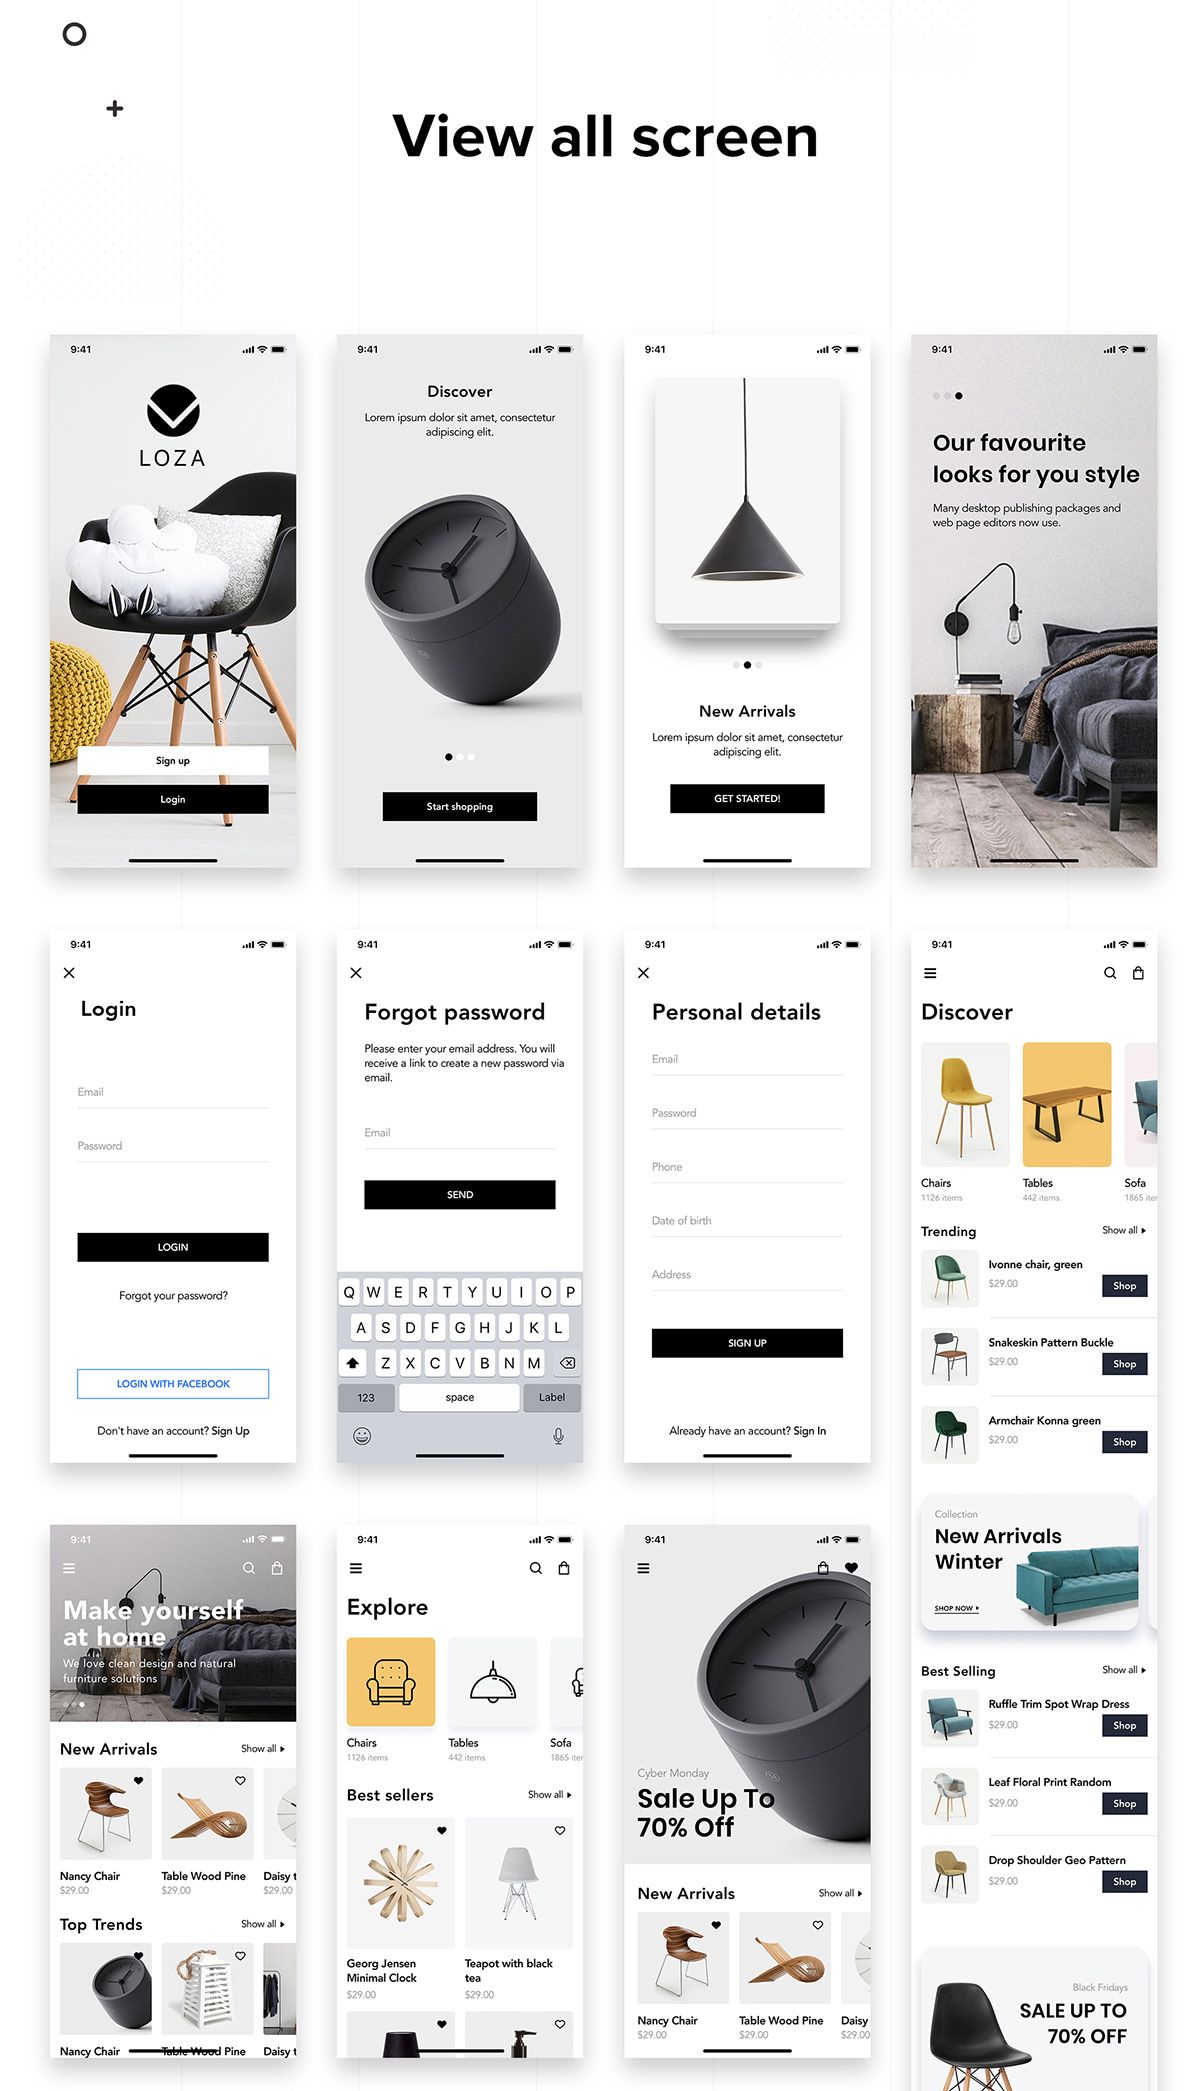 View all screen
9:41
LOZA
Sign up
Login
9:41
Discover
Lorem ipsum dolor sit amet, consectetur
adipiscing elit.
Start shopping
9:41
New Arrivals
Lorem ipsum dolor sit amet, consectetur
adipiscing elit.
GET STARTED!
9:41
Our favourite
looks for you style
Many desktop publishing packages and
web page editors now use.
9:41
Login
Email
Password
LOGIN
Forgot your password?
LOGIN WITH FACEBOOK
Don't have an account? Sign Up
9:41
Forgot password
Please enter your email address. You will
receive a link to create a new password via
email.
Email
SEND
Q W E R T Y U I O P
A S D F G H J K L
Z X C V B N M
123 space Label
9:41
Personal details
Email
Password
Phone
Date of birth
Address
SIGN UP
Already have an account? Sign In
9:41
Discover
Chairs Tables Sofa
1126 items 442 items 1865 iter
Trending Show all
Ivonne chair, green
$29.00 Shop
Snakeskin Pattern Buckle
$29.00 Shop
Armchair Konna green
$29.00 Shop
Collection
New Arrivals
Winter
SHOP NOW
Best Selling Show all
Ruffle Trim Spot Wrap Dress
$29.00 Shop
Leaf Floral Print Random
$29.00 Shop
Drop Shoulder Geo Pattern
$29.00 Shop
Black Fridays
SALE UP TO
70% OFF
9:41
Make yourself
at home
We love clean design and natural
furniture solutions
New Arrivals Show all
Nancy Chair Table Wood Pine Daisy t
$29.00 $29.00 $29.00
Top Trends Show all
Nancy Chair Table Wood Pine Daisy t
9:41
Explore
Chairs Tables Sofa
1126 items 442 items 1865 iter
Best sellers Show all
Georg Jensen
Minimal Clock
$29.00
Teapot with black
tea
$29.00
9:41
Cyber Monday
Sale Up To
70% Off
New Arrivals Show all
Nancy Chair Table Wood Pine Daisy
$29.00 $29.00 $29.00